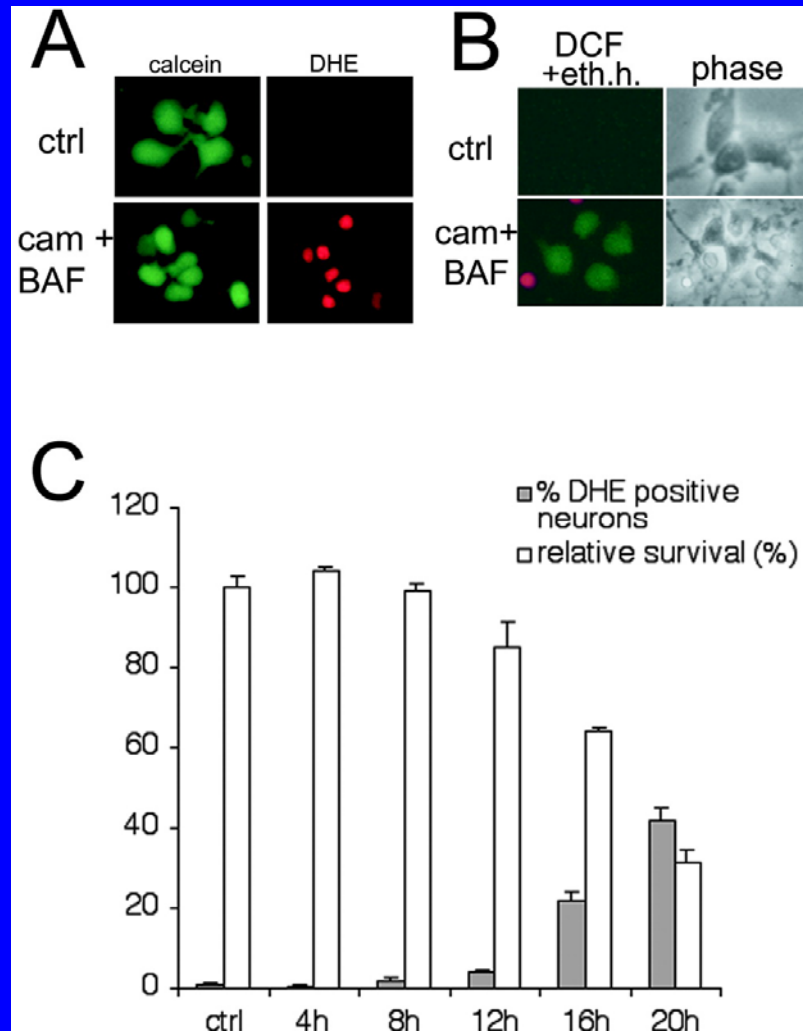 A
calcein DHE
ctrl
cam +
BAF
B
DCF
+eth.h. phase
ctrl
cam+
BAF
C
% DHE positive
neurons
relative survival (%)
120
100
80
60
40
20
0
ctrl 4h 8h 12h 16h 20h